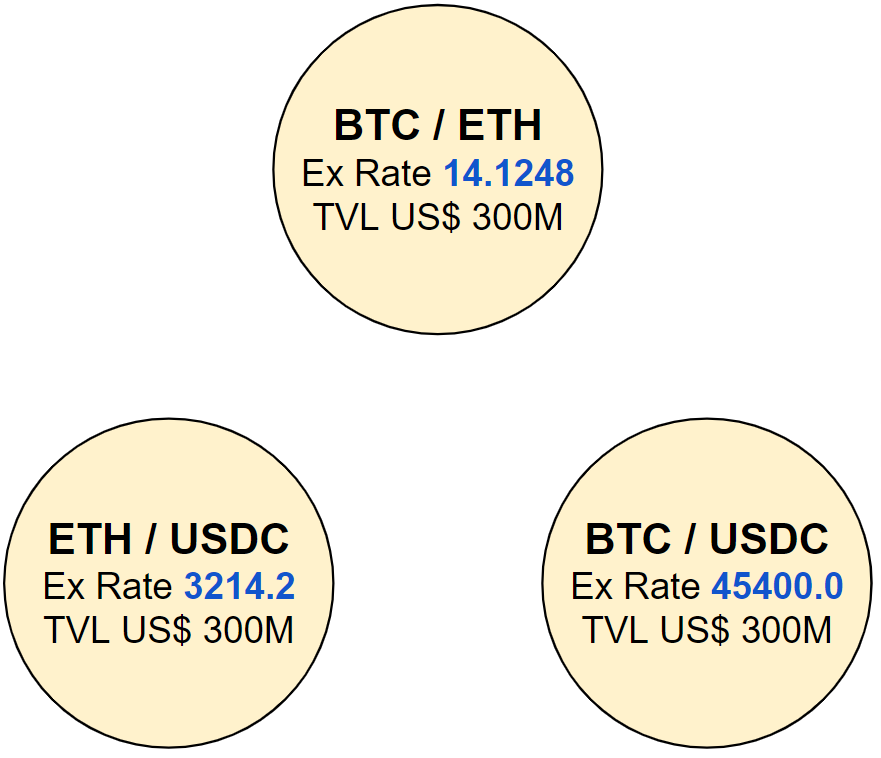 BTC / ETH
Ex Rate 14.1248
TVL US$ 300M
ETH / USDC
Ex Rate 3214.2
TVL US$ 300M
BTC / USDC
Ex Rate 45400.0
TVL US$ 300M